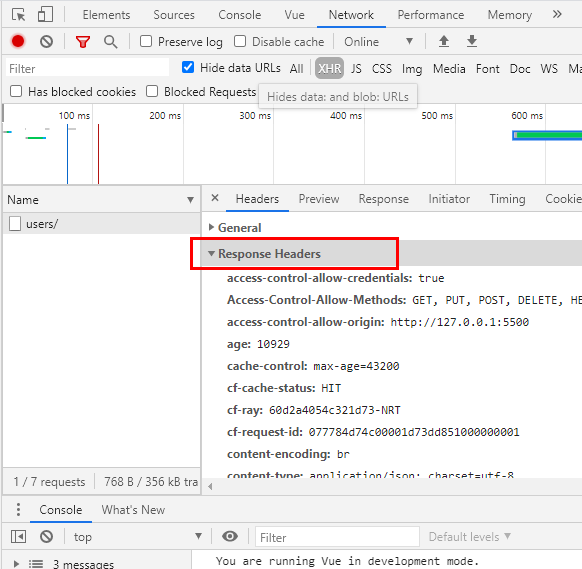 Elements Sources Console Vue Network Performance Memory »
Preserve log Disable cache Online
Filter Hide data URLs All XHR JS CSS Img Media Font Doc WS Ma
Has blocked cookies Blocked Requests
Hides data: and blob: URLs
100 ms 200 ms 300 ms 400 ms 500 ms 600 ms
Name
users/
× Headers Preview Response Initiator Timing Cookie
General
Response Headers
access-control-allow-credentials: true
Access-Control-Allow-Methods: GET, PUT, POST, DELETE, HE
access-control-allow-origin: http://127.0.0.1:5500
age: 10929
cache-control: max-age=43200
cf-cache-status: HIT
cf-ray: 60d2a4054c321d73-NRT
cf-request-id: 077784d74c00001d73dd851000000001
content-encoding: br
content-type: application/json; charset=utf-8
1 / 7 requests 768 B / 356 kB tra
Console What's New
top Filter Default levels
3 messages
You are running Vue in development mode.